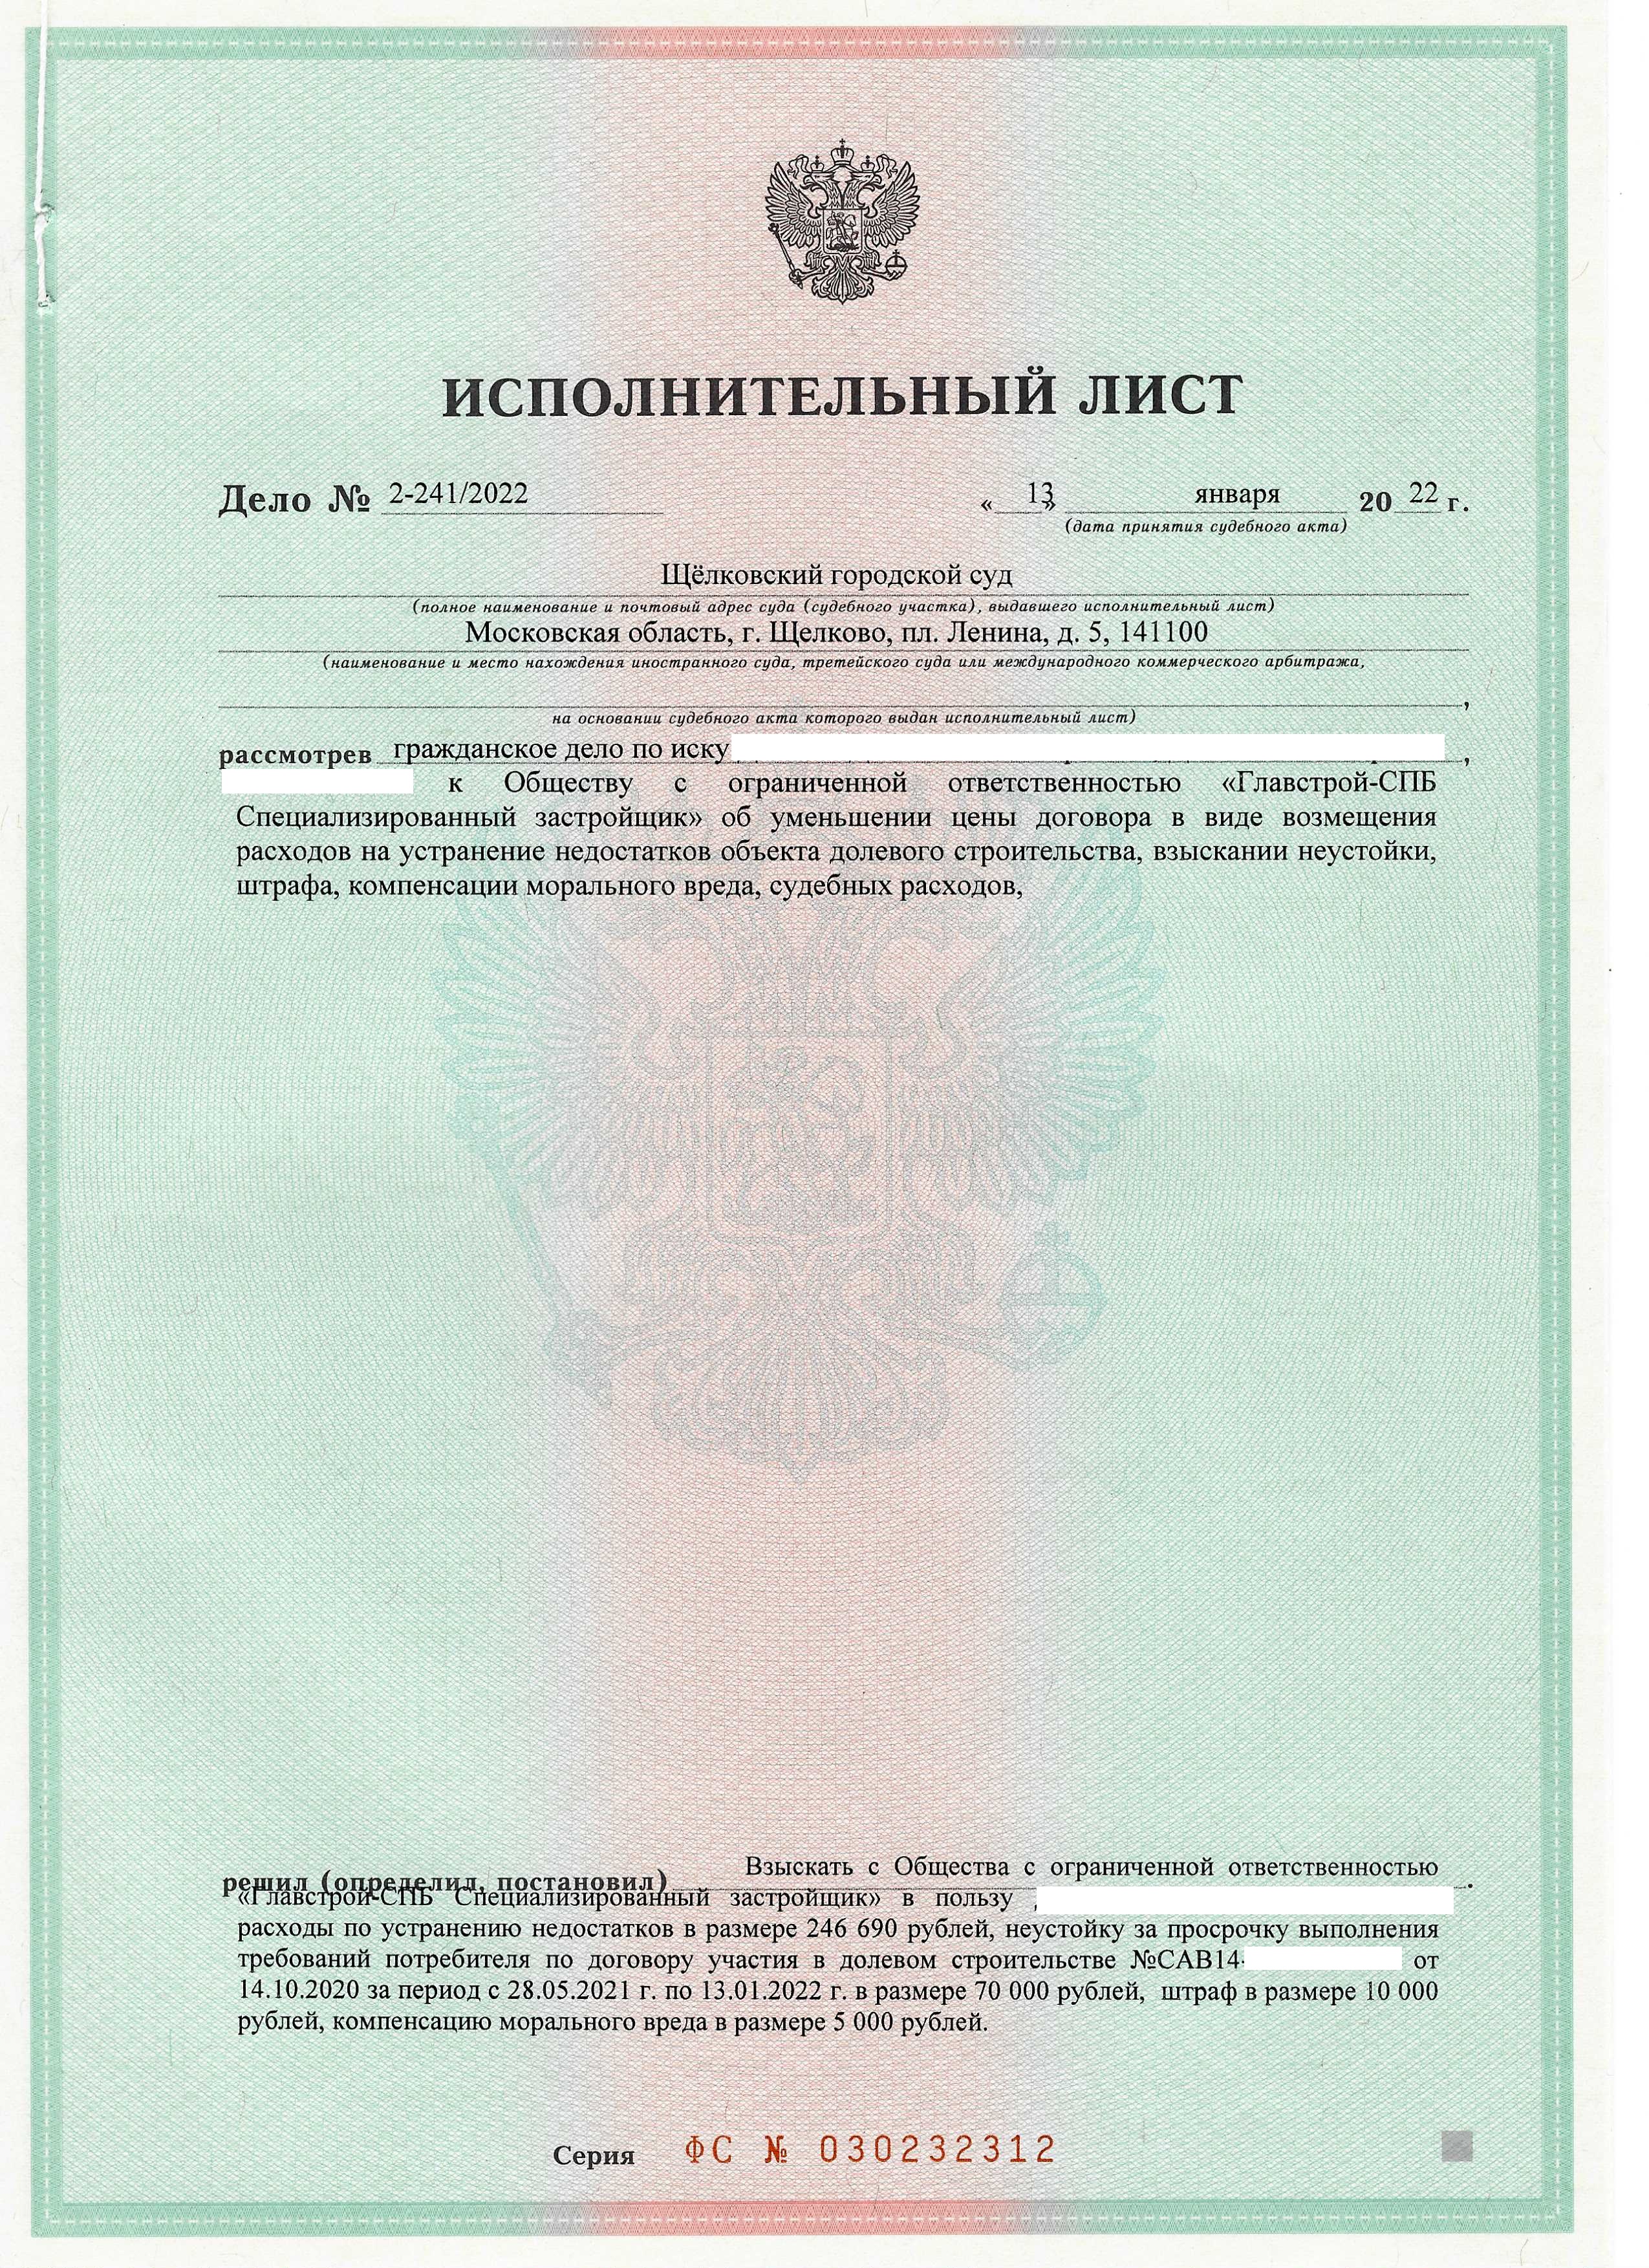 ИСПОЛНИТЕЛЬНЫЙ ЛИСТ
Дело № 2-241/2022 « 13 » января 20 22 г.
(дата принятия судебного акта)
Щёлковский городской суд
(полное наименование и почтовый адрес суда (судебного участка), выдавшего исполнительный лист)
Московская область, г. Щелково, пл. Ленина, д. 5, 141100
(наименование и место нахождения иностранного суда, третейского суда или международного коммерческого арбитража,
,
на основании судебного акта которого выдан исполнительный лист)
рассмотрев гражданское дело по иску ,
к Обществу с ограниченной ответственностью «Главстрой-СПБ
Специализированный застройщик» об уменьшении цены договора в виде возмещения
расходов на устранение недостатков объекта долевого строительства, взыскании неустойки,
штрафа, компенсации морального вреда, судебных расходов,
решил (определил, постановил) Взыскать с Общества с ограниченной ответственностью .
«Главстрой-СПБ Специализированный застройщик» в пользу
расходы по устранению недостатков в размере 246 690 рублей, неустойку за просрочку выполнения
требований потребителя по договору участия в долевом строительстве №САВ14- от
14.10.2020 за период с 28.05.2021 г. по 13.01.2022 г. в размере 70 000 рублей, штраф в размере 10 000
рублей, компенсацию морального вреда в размере 5 000 рублей.
Серия ФС № 030232312